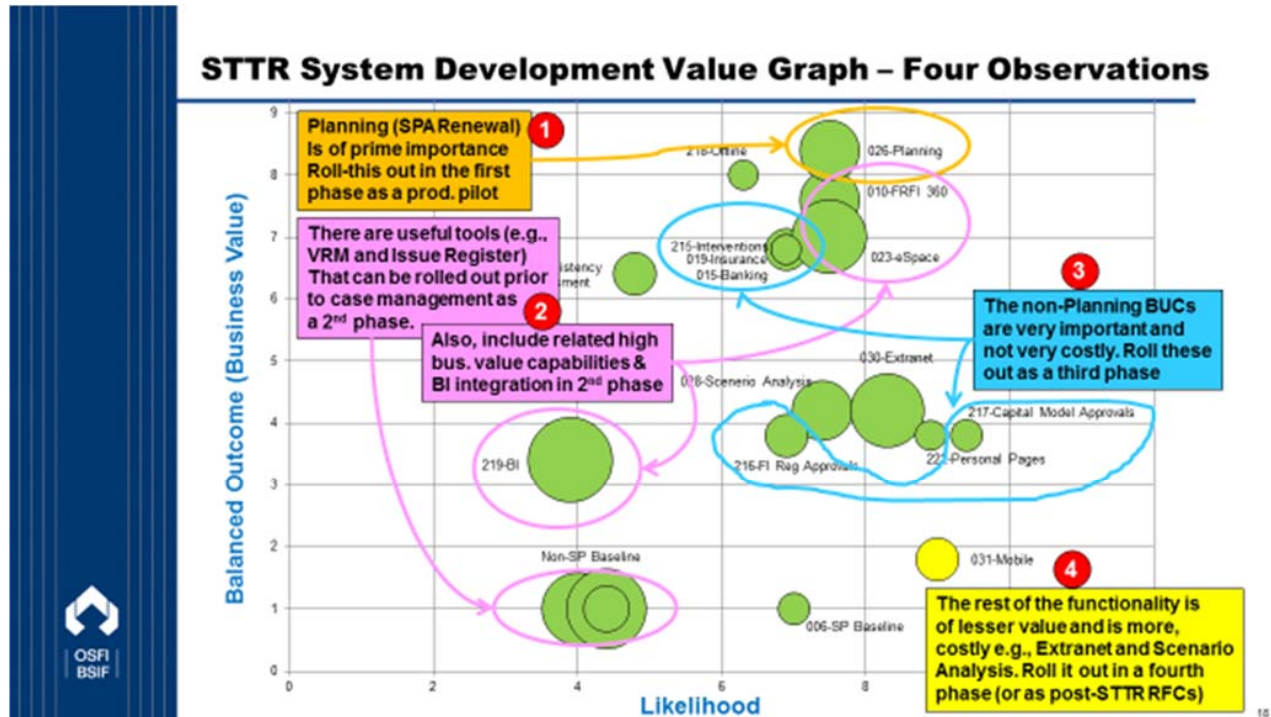 STTR System Development Value Graph – Four Observations
Balanced Outcome (Business Value)
9
8
7
6
5
4
3
2
1
0
0
2
4
6
8
Likelihood
Planning (SPA Renewal)
Is of prime importance
Roll-this out in the first
phase as a prod. pilot
1
There are useful tools (e.g.,
VRM and Issue Register)
That can be rolled out prior
to case management as
a 2nd phase.
2
Also, include related high
bus. value capabilities &
BI integration in 2nd phase
3
The non-Planning BUCs
are very important and
not very costly. Roll these
out as a third phase
4
The rest of the functionality is
of lesser value and is more,
costly e.g., Extranet and Scenario
Analysis. Roll it out in a fourth
phase (or as post-STTR RFCs)
026-Planning
010-FRFI 360
023-eSpace
215-Interventions
019-Insurance
015-Banking
030-Extranet
028-Scenerio Analysis
217-Capital Model Approvals
216-FI Reg Approvals
Personal Pages
219-BI
Non-SP Baseline
031-Mobile
006-SP Baseline
OSFI
BSIF
18